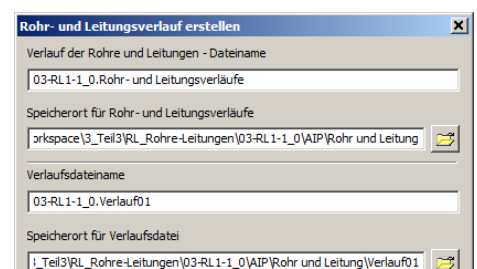 Rohr- und Leitungsverlauf erstellen
Verlauf der Rohre und Leitungen - Dateiname
03-RL1-1_0.Rohr- und Leitungsverläufe
Speicherort für Rohr- und Leitungsverläufe
orkspace\3_Teil3\RL_Rohre-Leitungen\03-RL1-1_0\AIP\Rohr und Leitung
Verlaufsdateiname
03-RL1-1_0.Verlauf01
Speicherort für Verlaufsdatei
_Teil3\RL_Rohre-Leitungen\03-RL1-1_0\AIP\Rohr und Leitung\Verlauf01